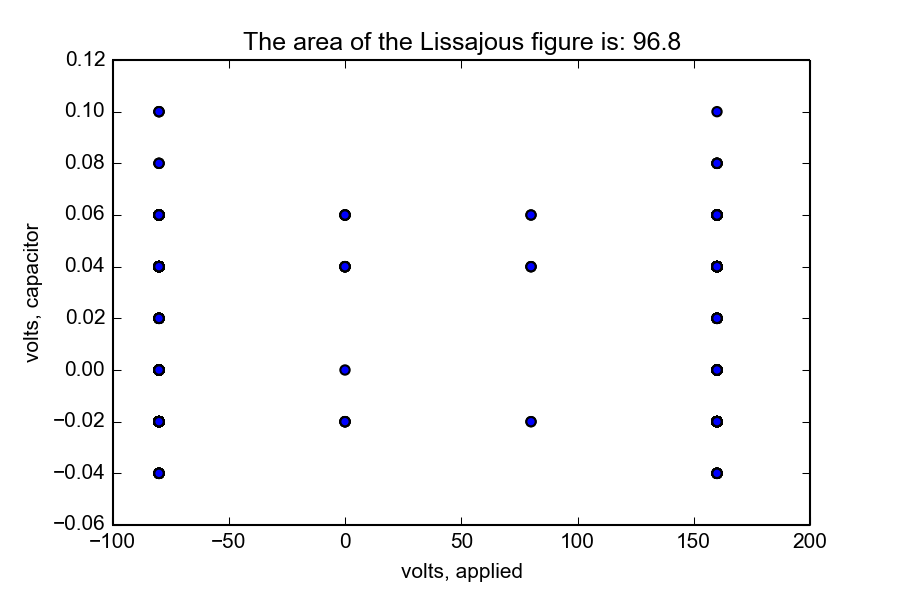 The area of the Lissajous figure is: 96.8
0.12
0.10
0.08
0.06
0.04
0.02
0.00
−0.02
−0.04
−0.06
volts, capacitor
−100 −50 0 50 100 150 200
volts, applied